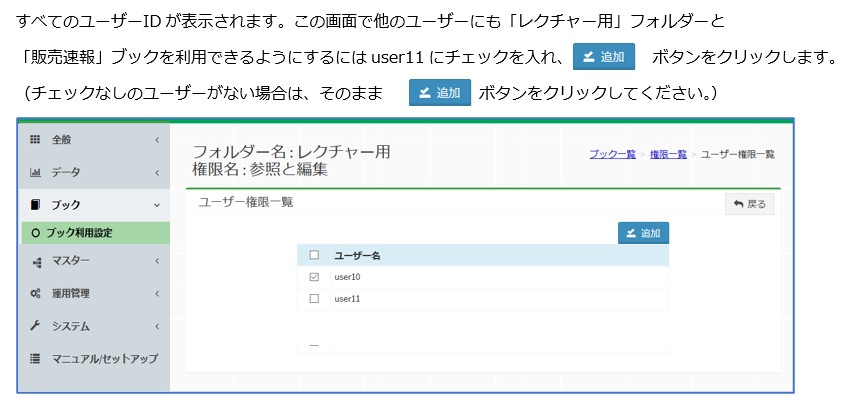 すべてのユーザーID が表示されます。この画面で他のユーザーにも「レクチャー用」フォルダーと
「販売速報」ブックを利用できるようにするには user11 にチェックを入れ、 追加 ボタンをクリックします。
（チェックなしのユーザーがない場合は、そのまま 追加 ボタンをクリックしてください。）
全般
データ
ブック
ブック利用設定
マスター
運用管理
システム
マニュアル/セットアップ
フォルダー名:レクチャー用
権限名:参照と編集
ブック一覧 > 権限一覧 > ユーザー権限一覧
ユーザー権限一覧
戻る
追加
ユーザー名
user10
user11